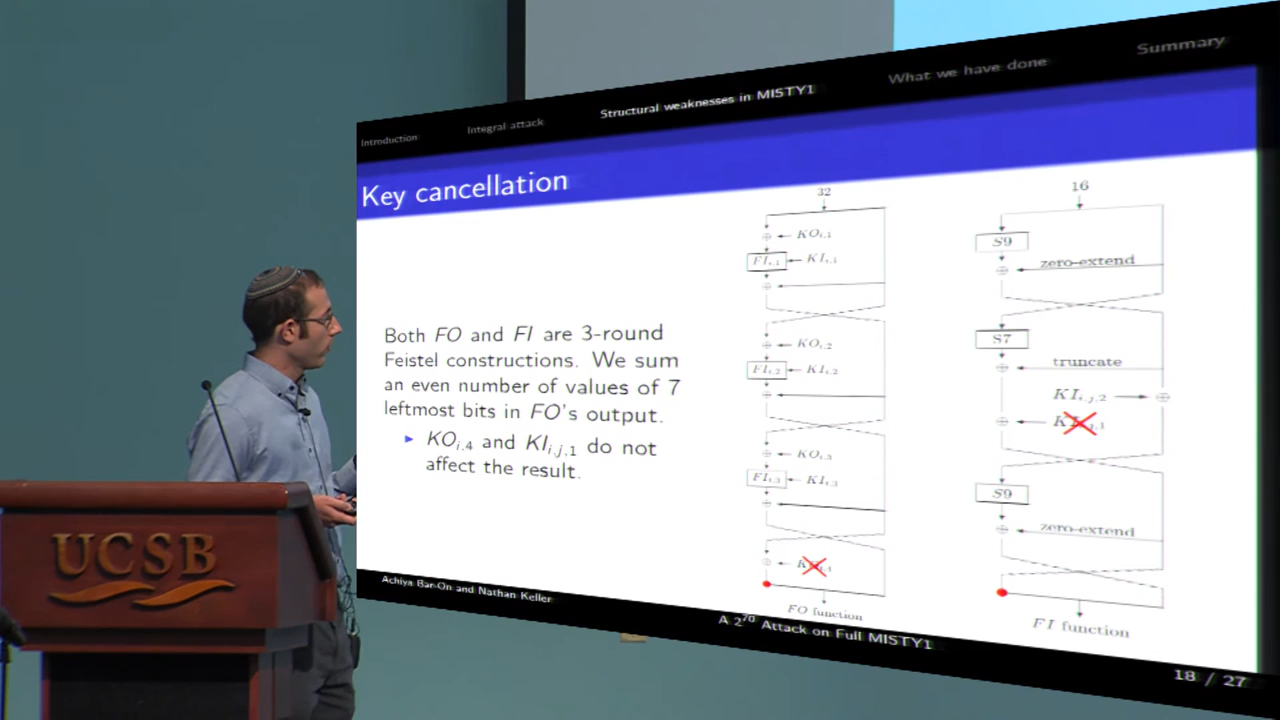 Introduction
Integral attack
Structural weaknesses in MISTY1
What we have done
Summary
Key cancellation
Both FO and FI are 3-round
Feistel constructions. We sum
an even number of values of 7
leftmost bits in FO's output.
▶ KO_{i,4} and KI_{i,j,1} do not
affect the result.
32
KO_{i,1}
FI_{i,1}
KI_{i,1}
KO_{i,2}
FI_{i,2}
KI_{i,2}
KO_{i,3}
FI_{i,3}
KI_{i,3}
FO function
16
S9
zero-extend
S7
truncate
KI_{i,j,2}
S9
zero-extend
FI function
UCSB
Achiya Bar-On and Nathan Keller
A 2^{70} Attack on Full MISTY1
18 / 27